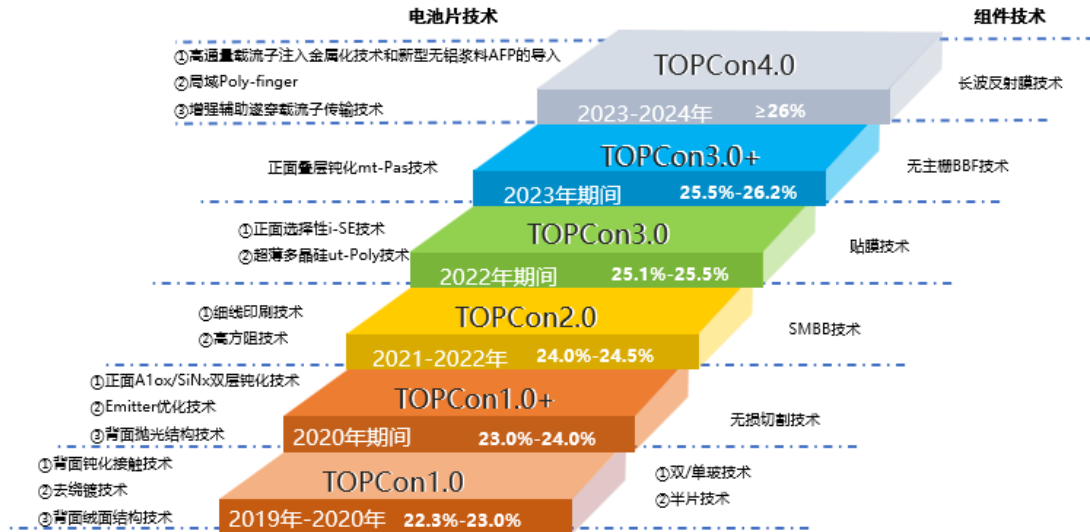 电池片技术
组件技术
①高通量载流子注入金属化技术和新型无铝浆料AFP的导入
②局域Poly-finger
③增强辅助遂穿载流子传输技术
TOPCon4.0
2023-2024年 ≥26%
长波反射膜技术
正面叠层钝化mt-Pas技术
TOPCon3.0+
2023年期间 25.5%-26.2%
无主栅BBF技术
①正面选择性i-SE技术
②超薄多晶硅ut-Poly技术
TOPCon3.0
2022年期间 25.1%-25.5%
贴膜技术
①细线印刷技术
②高方阻技术
TOPCon2.0
2021-2022年 24.0%-24.5%
SMBB技术
①正面A1ox/SiNx双层钝化技术
②Emitter优化技术
③背面抛光结构技术
TOPCon1.0+
2020年期间 23.0%-24.0%
无损切割技术
①背面钝化接触技术
②去绕镀技术
③背面绒面结构技术
TOPCon1.0
2019年-2020年 22.3%-23.0%
①双/单玻技术
②半片技术